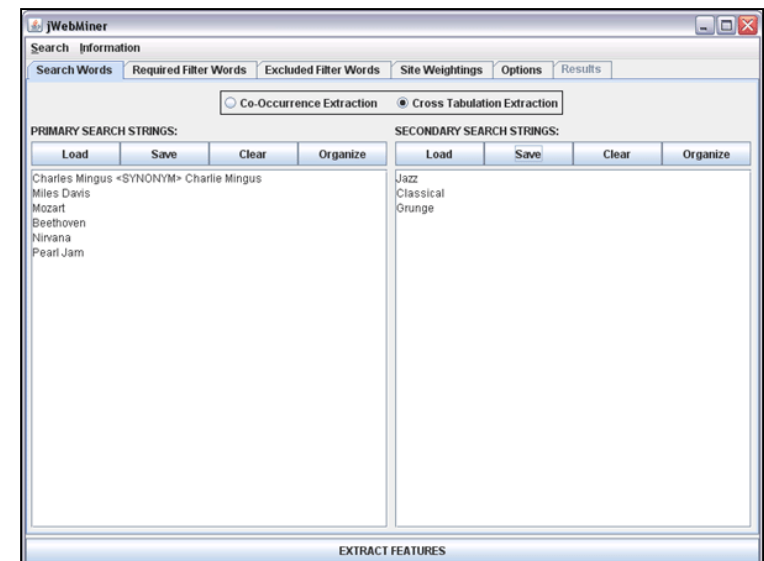 jWebMiner
Search Information
Search Words Required Filter Words Excluded Filter Words Site Weightings Options Results
Co-Occurrence Extraction Cross Tabulation Extraction
PRIMARY SEARCH STRINGS: SECONDARY SEARCH STRINGS:
Load Save Clear Organize Load Save Clear Organize
Charles Mingus <SYNONYM> Charlie Mingus
Miles Davis
Mozart
Beethoven
Nirvana
Pearl Jam
Jazz
Classical
Grunge
EXTRACT FEATURES